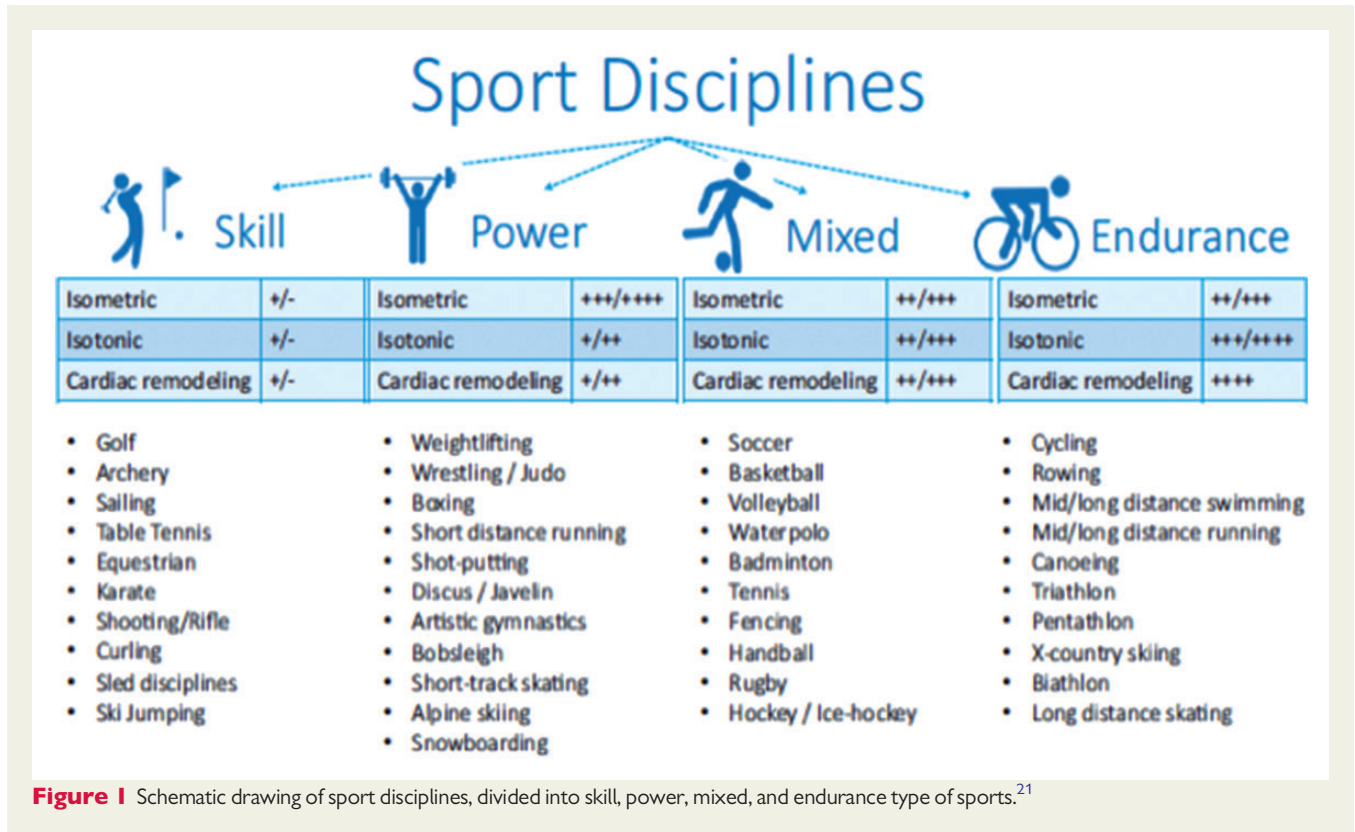 Sport Disciplines
Skill
Isometric +/-
Isotonic +/-
Cardiac remodeling +/-
• Golf
• Archery
• Sailing
• Table Tennis
• Equestrian
• Karate
• Shooting/Rifle
• Curling
• Sled disciplines
• Ski Jumping
Power
Isometric +++/++++
Isotonic +/++
Cardiac remodeling +/++
• Weightlifting
• Wrestling / Judo
• Boxing
• Short distance running
• Shot-putting
• Discus / Javelin
• Artistic gymnastics
• Bobsleigh
• Short-track skating
• Alpine skiing
• Snowboarding
Mixed
Isometric ++/+++
Isotonic ++/+++
Cardiac remodeling ++/+++
• Soccer
• Basketball
• Volleyball
• Waterpolo
• Badminton
• Tennis
• Fencing
• Handball
• Rugby
• Hockey / Ice-hockey
Endurance
Isometric ++/+++
Isotonic +++/++++
Cardiac remodeling ++++
• Cycling
• Rowing
• Mid/long distance swimming
• Mid/long distance running
• Canoeing
• Triathlon
• Pentathlon
• X-country skiing
• Biathlon
• Long distance skating
Figure 1 Schematic drawing of sport disciplines, divided into skill, power, mixed, and endurance type of sports.21